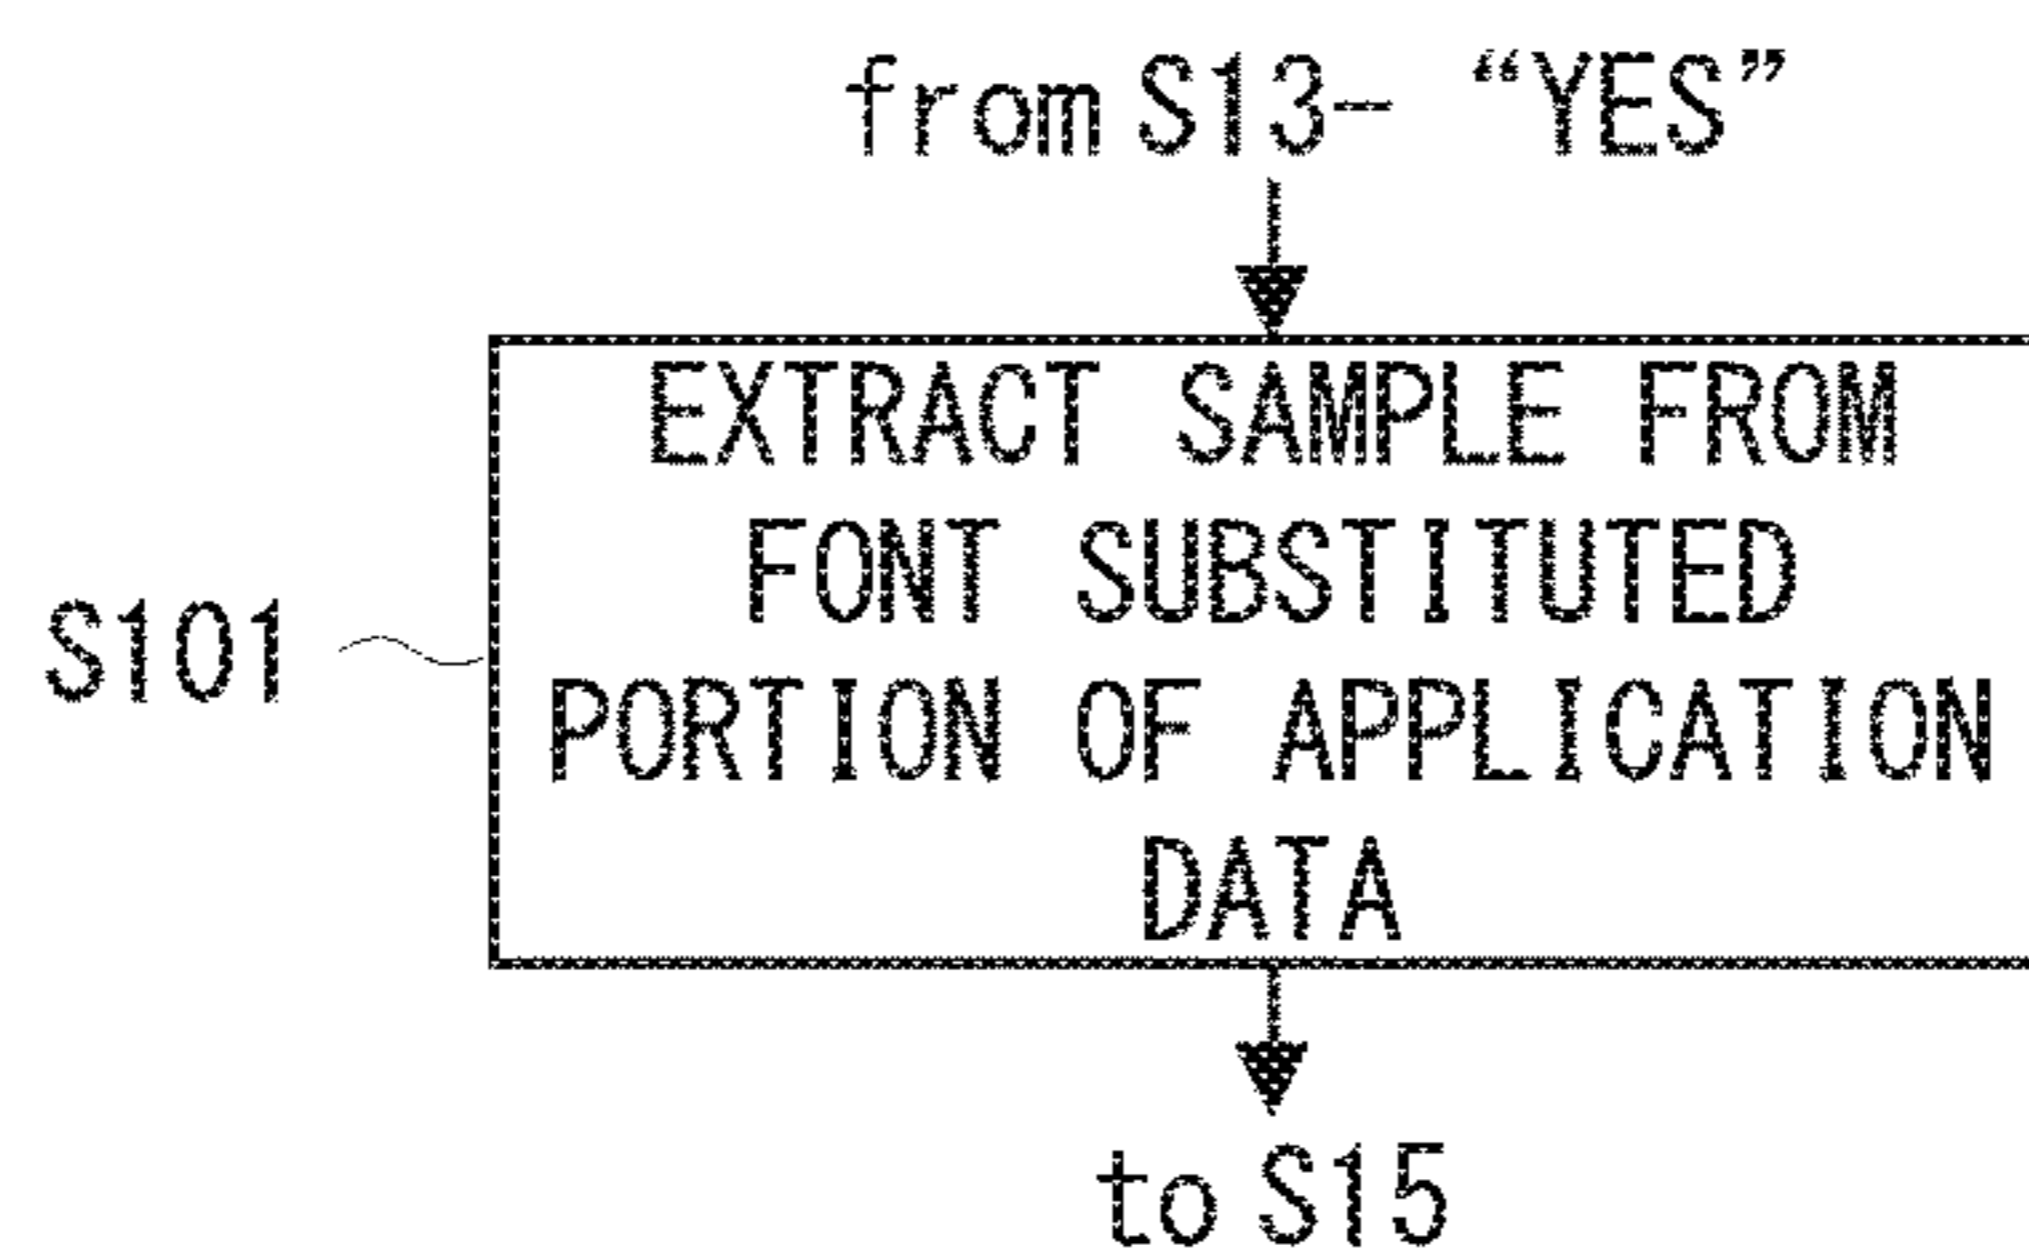 from S13- “YES”
EXTRACT SAMPLE FROM
FONT SUBSTITUTED
S101
PORTION OF APPLICATION
DATA
to S15